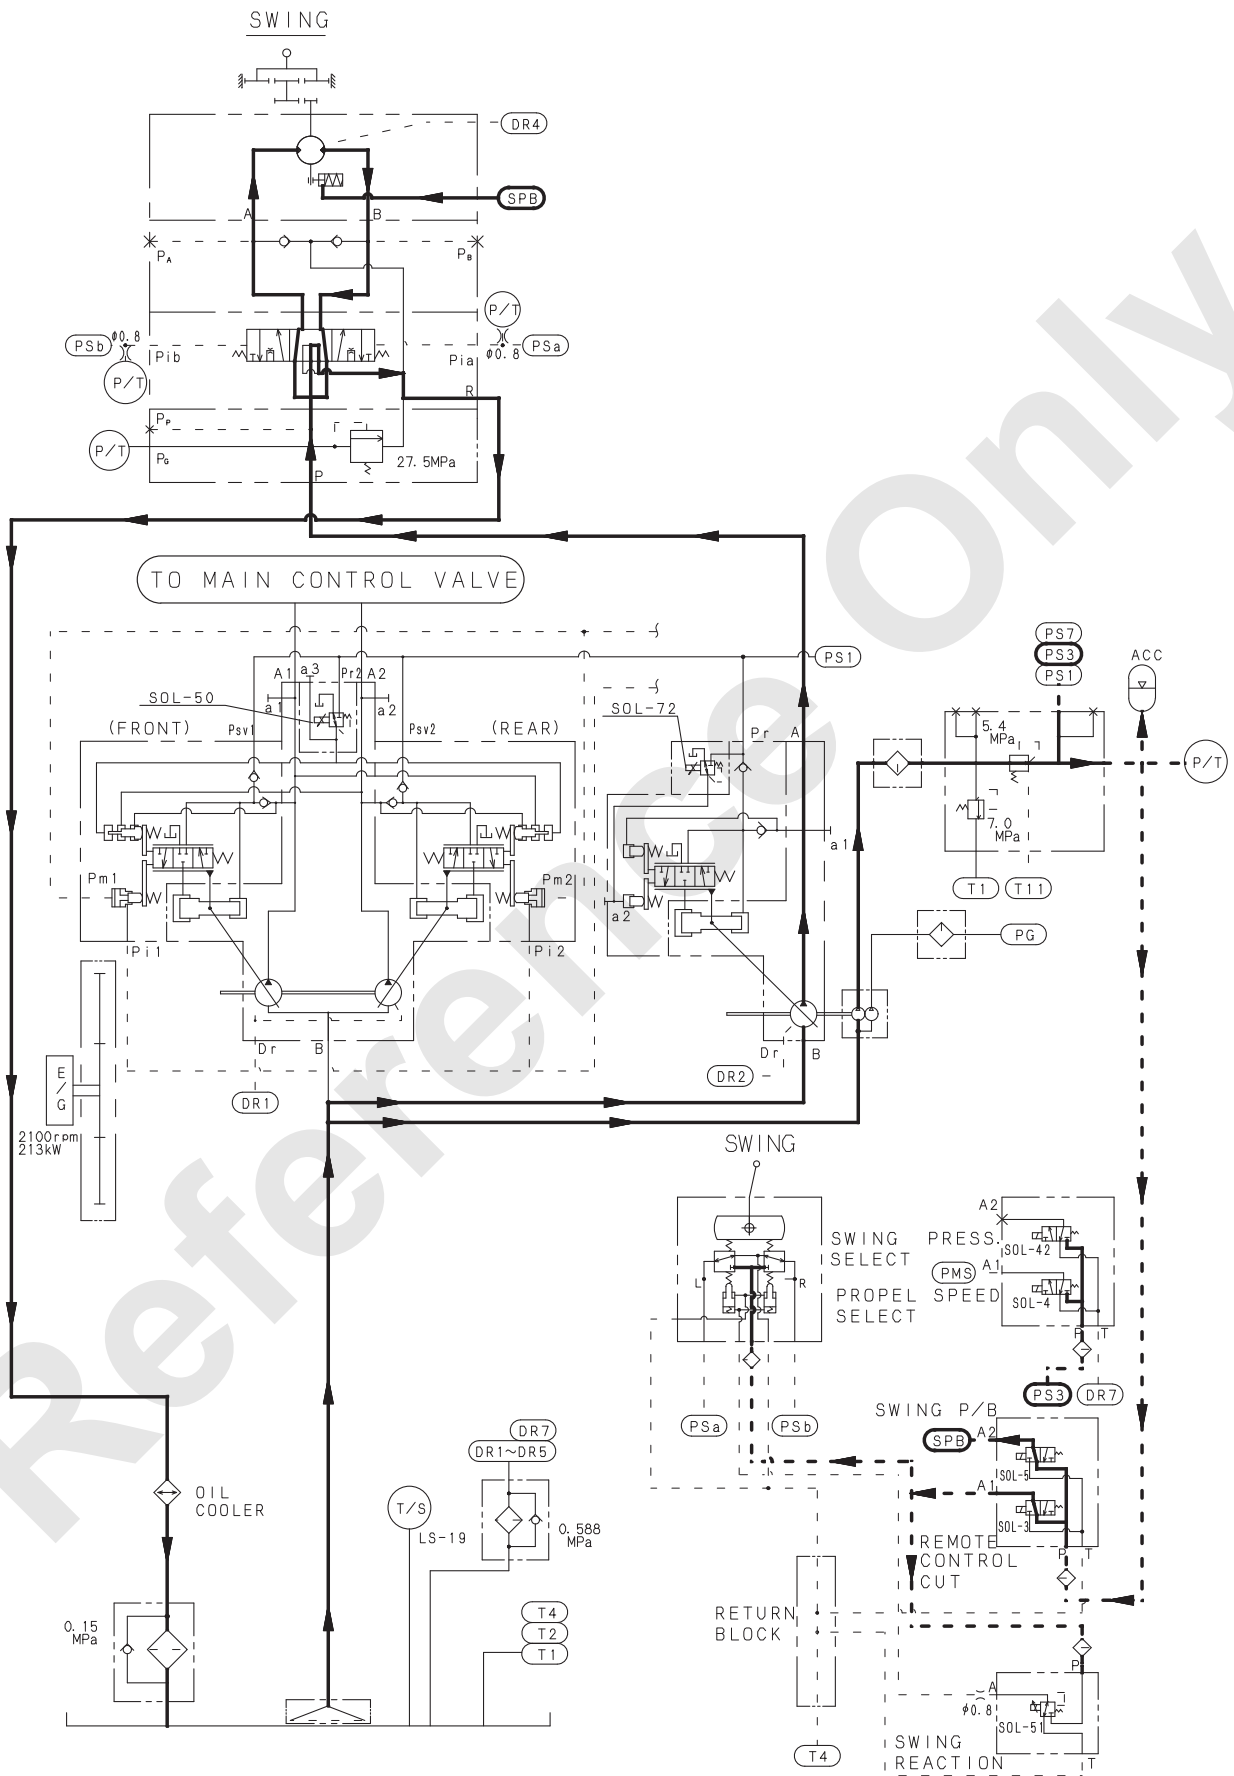 SWING
DR4
SPB
A
B
PA
PB
P/T
PSb
φ0.8
φ0.8
PSa
Pib
Pia
P/T
R
PP
P/T
PG
27.5MPa
P
TO MAIN CONTROL VALVE
PS7
PS3
PS1
ACC
PS1
A1
a3
Pr2
A2
SOL-50
a1
a2
SOL-72
(FRONT)
Psv1
Psv2
(REAR)
Pr
A
5.4
MPa
P/T
7.0
MPa
a1
Pm1
Pm2
a2
T1
T11
PG
Pi1
Pi2
Dr
B
Dr
B
E/G
DR1
DR2
2100rpm
213kW
SWING
A2
SWING
SELECT
PRESS.
SOL-42
L
R
PMS
A1
PROPEL
SELECT
SPEED
SOL-4
P
T
PS3
DR7
PSa
PSb
SWING P/B
SPB
A2
DR7
DR1~DR5
SOL-5
A1
OIL
COOLER
T/S
LS-19
0.588
MPa
SOL-3
REMOTE
CONTROL
CUT
P
T
T4
T2
T1
RETURN
BLOCK
0.15
MPa
P
A
φ0.8
SOL-51
T4
SWING
REACTION
T
Reference Only